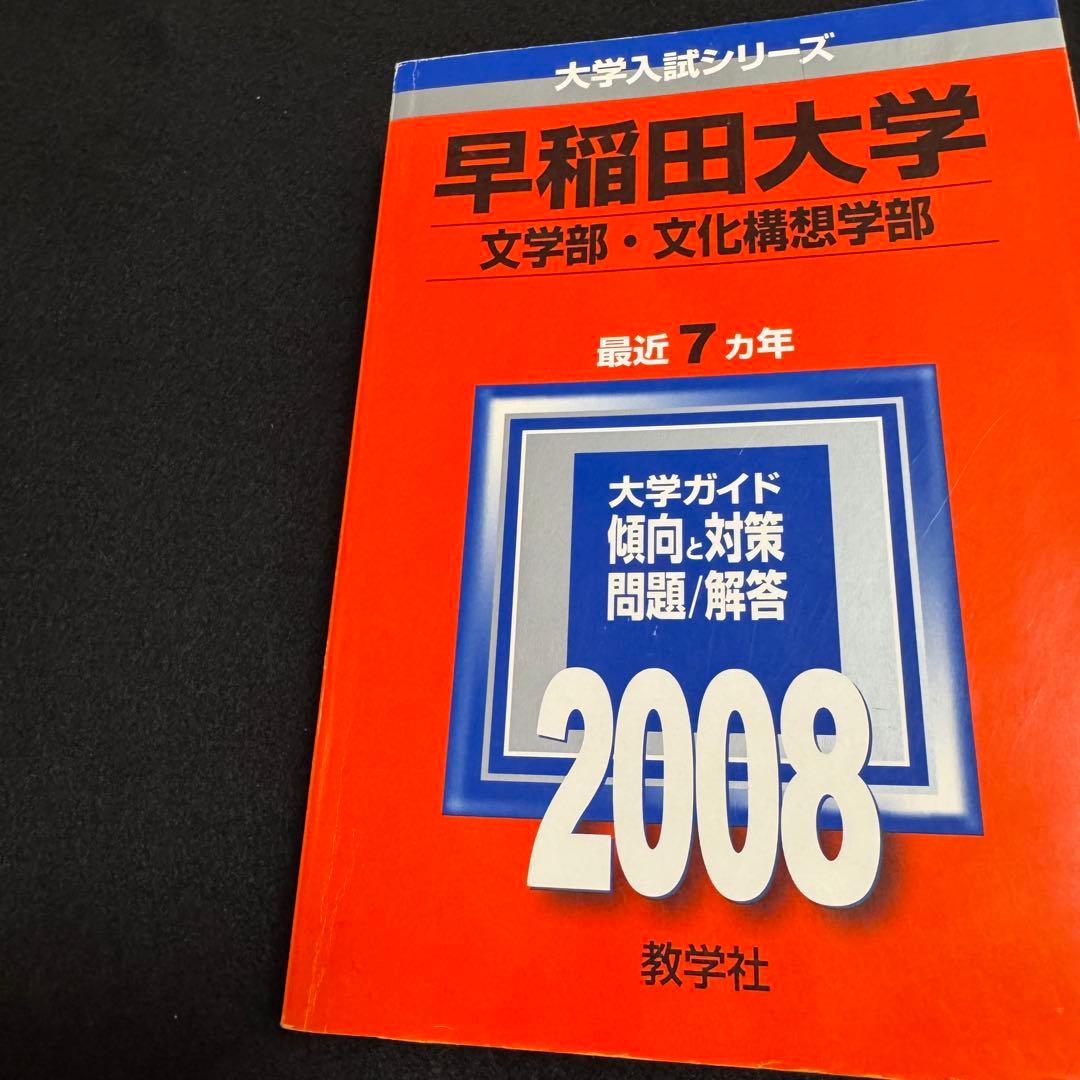 大学入試シリーズ
早稲田大学
文学部・文化構想学部
最近7ヵ年
大学ガイド
傾向と対策
問題/解答
2008
教学社